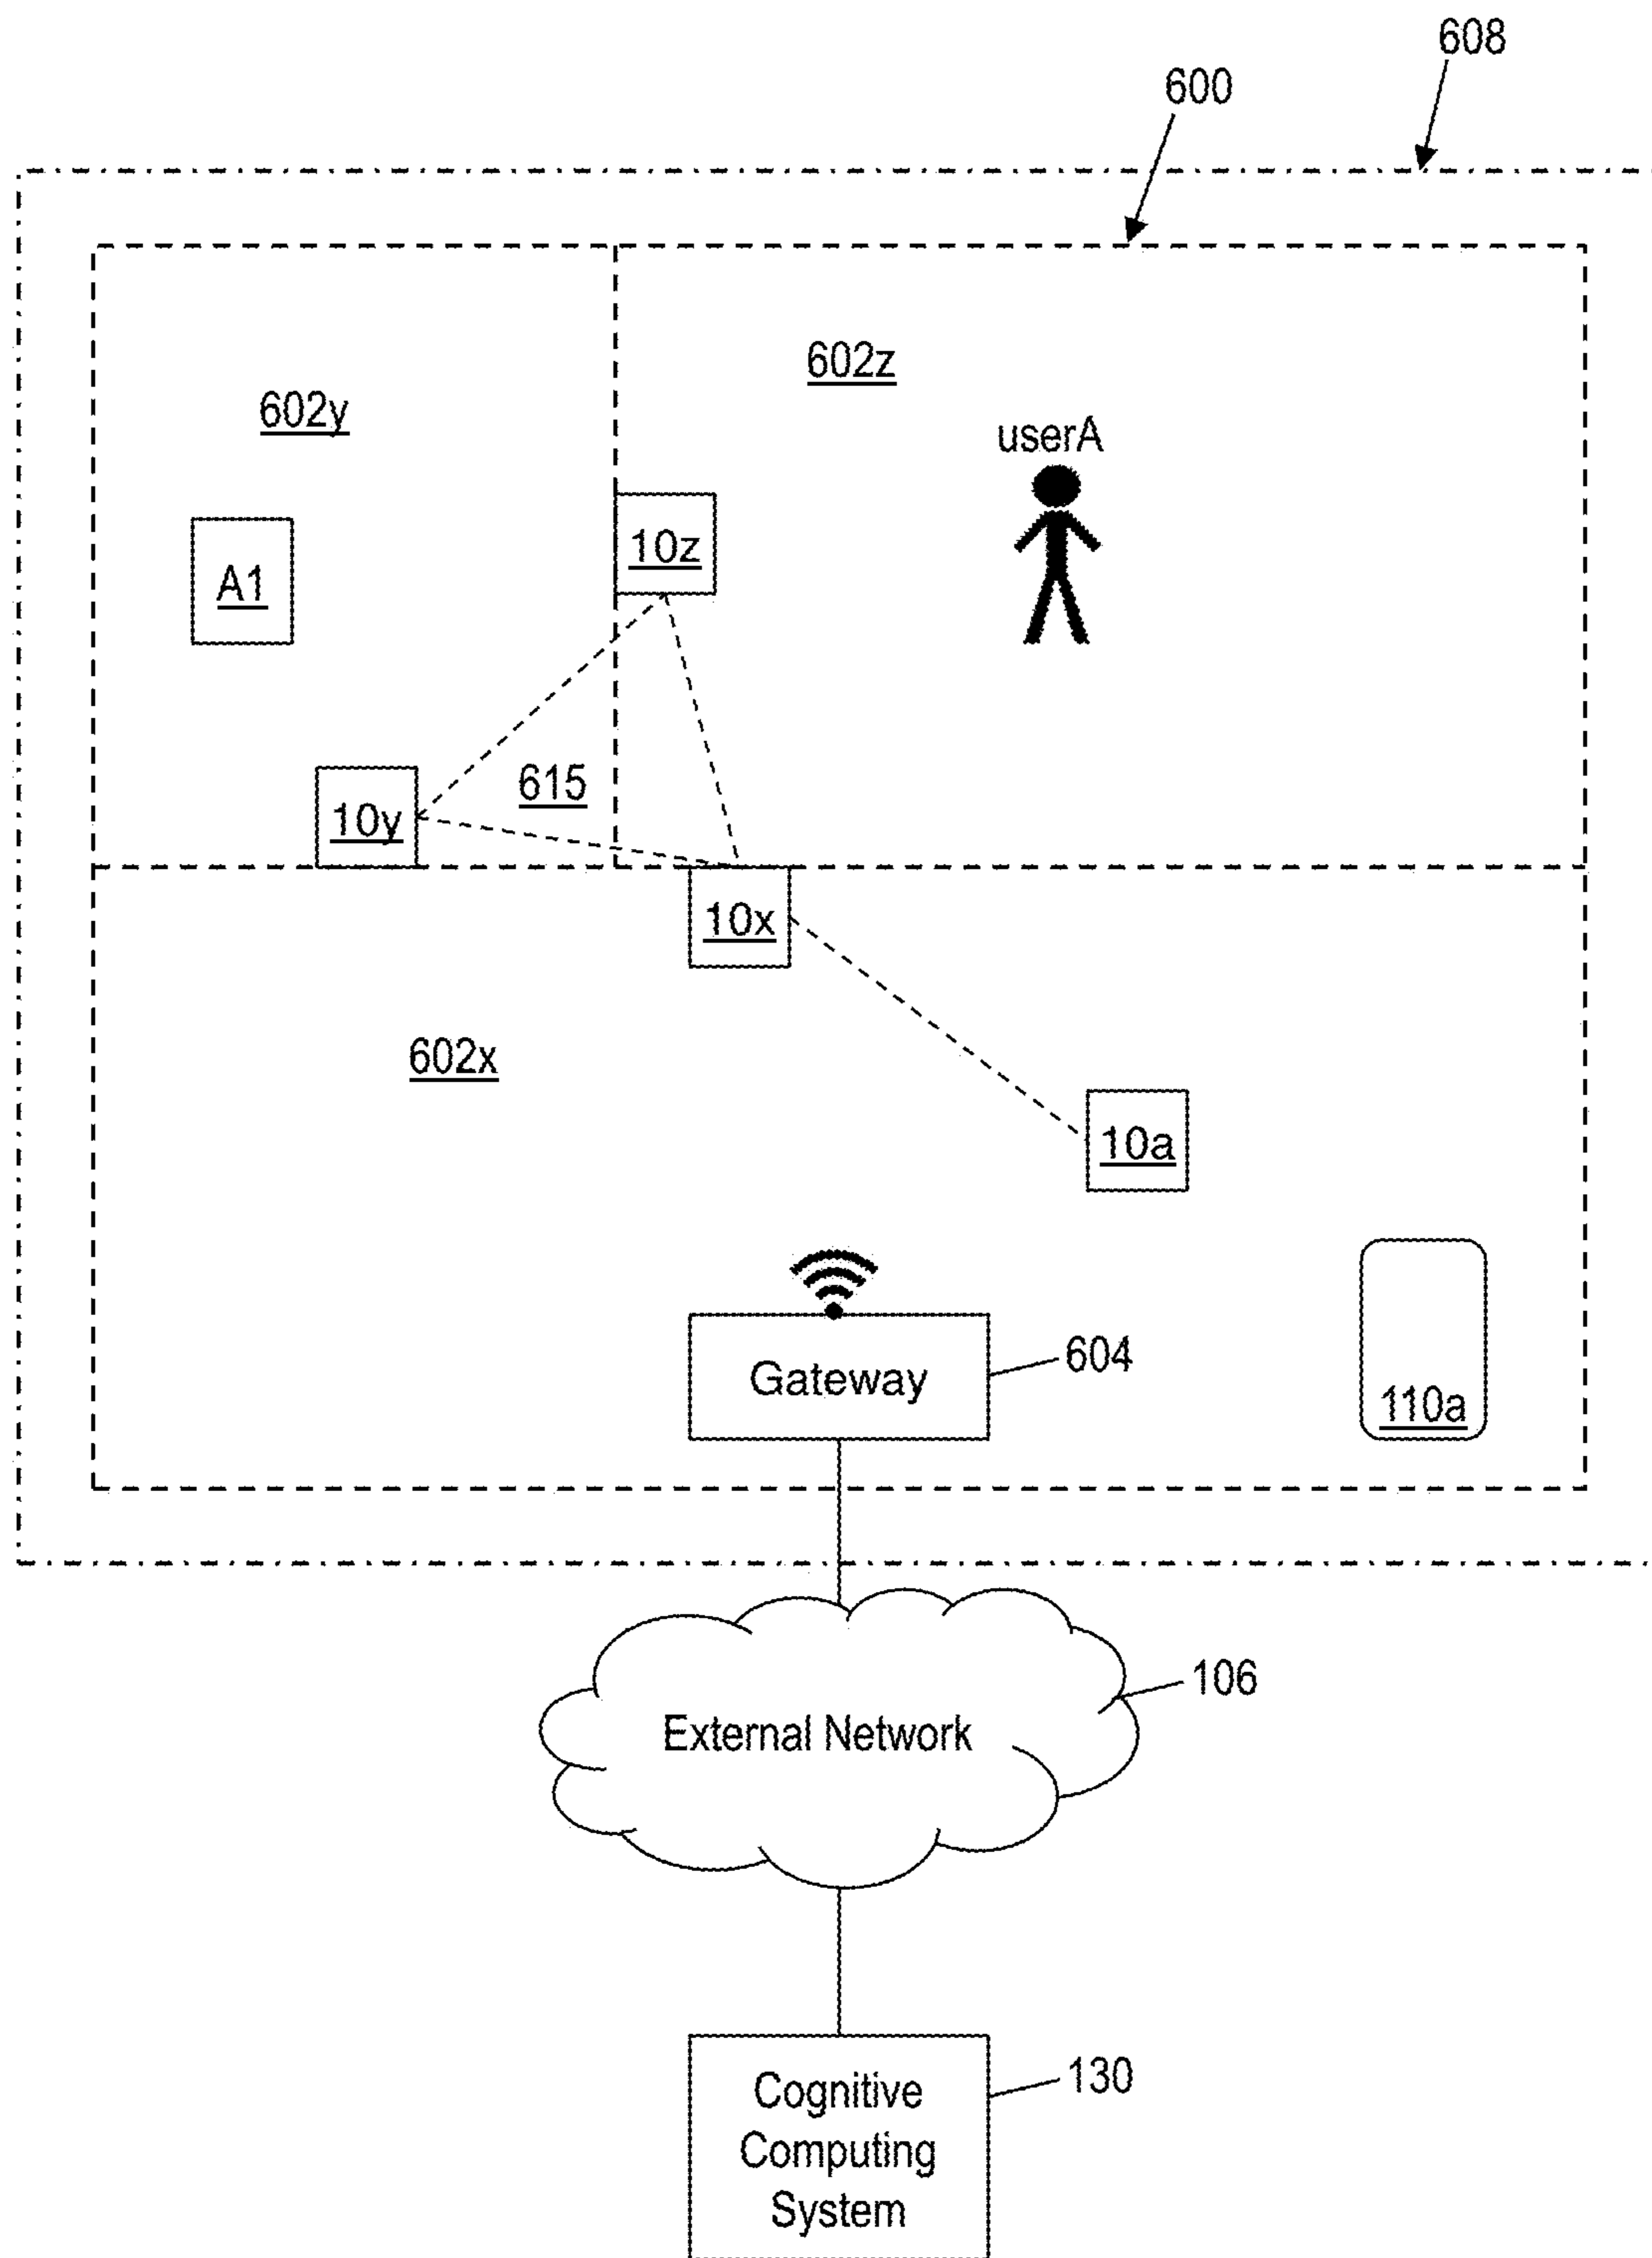 608
600
602z
602y
userA
10z
A1
615
10y
10x
602x
10a
604
Gateway
110a
106
External Network
130
Cognitive
Computing
System